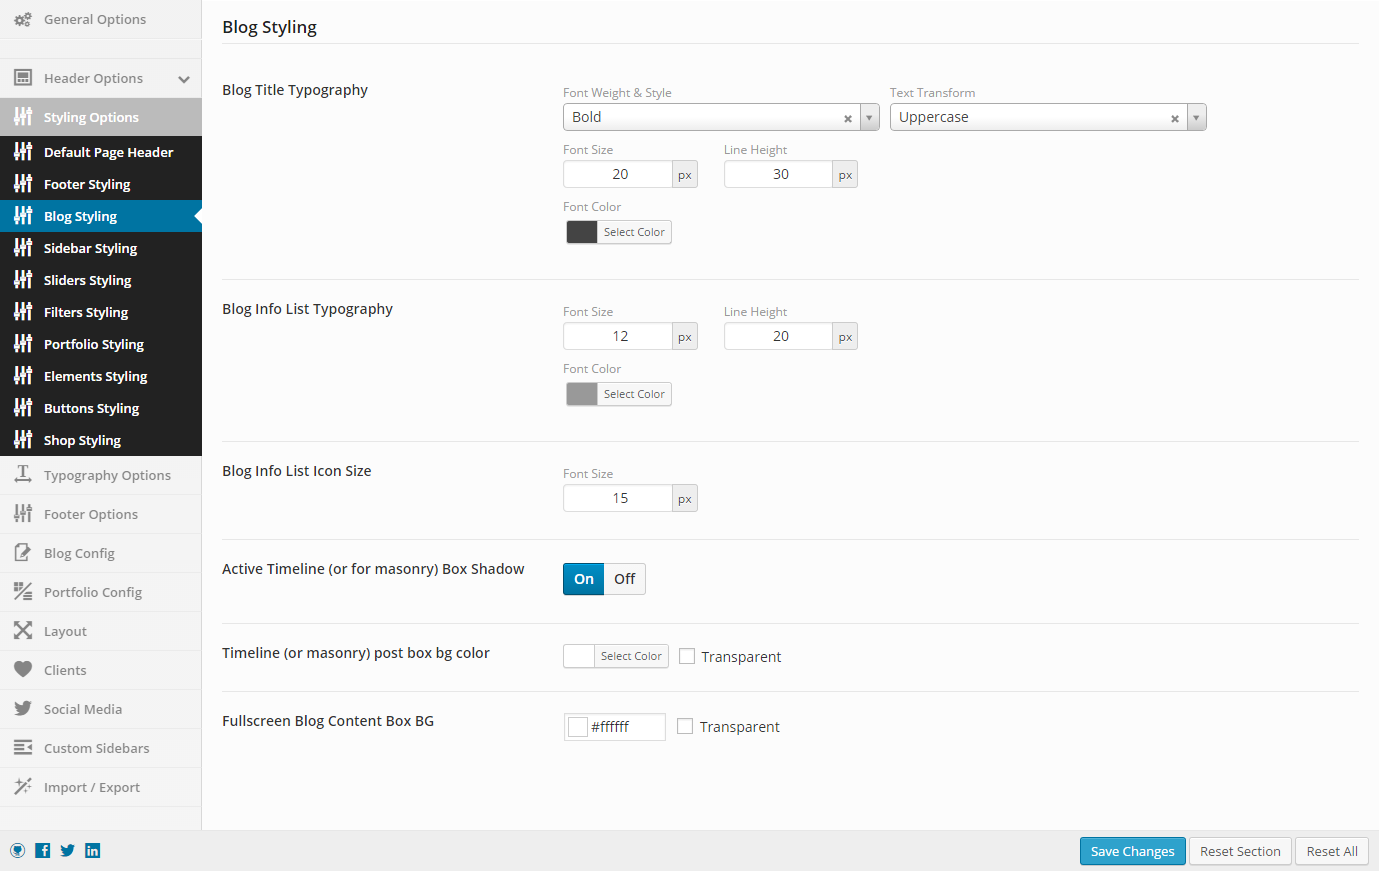 General Options
Header Options
Styling Options
Default Page Header
Footer Styling
Blog Styling
Sidebar Styling
Sliders Styling
Filters Styling
Portfolio Styling
Elements Styling
Buttons Styling
Shop Styling
Typography Options
Footer Options
Blog Config
Portfolio Config
Layout
Clients
Social Media
Custom Sidebars
Import / Export
Blog Styling
Blog Title Typography
Font Weight & Style
Text Transform
Bold
Uppercase
Font Size
Line Height
20 px
30 px
Font Color
Select Color
Blog Info List Typography
Font Size
Line Height
12 px
20 px
Font Color
Select Color
Blog Info List Icon Size
Font Size
15 px
Active Timeline (or for masonry) Box Shadow
On Off
Timeline (or masonry) post box bg color
Select Color
Transparent
Fullscreen Blog Content Box BG
#ffffff
Transparent
Save Changes
Reset Section
Reset All